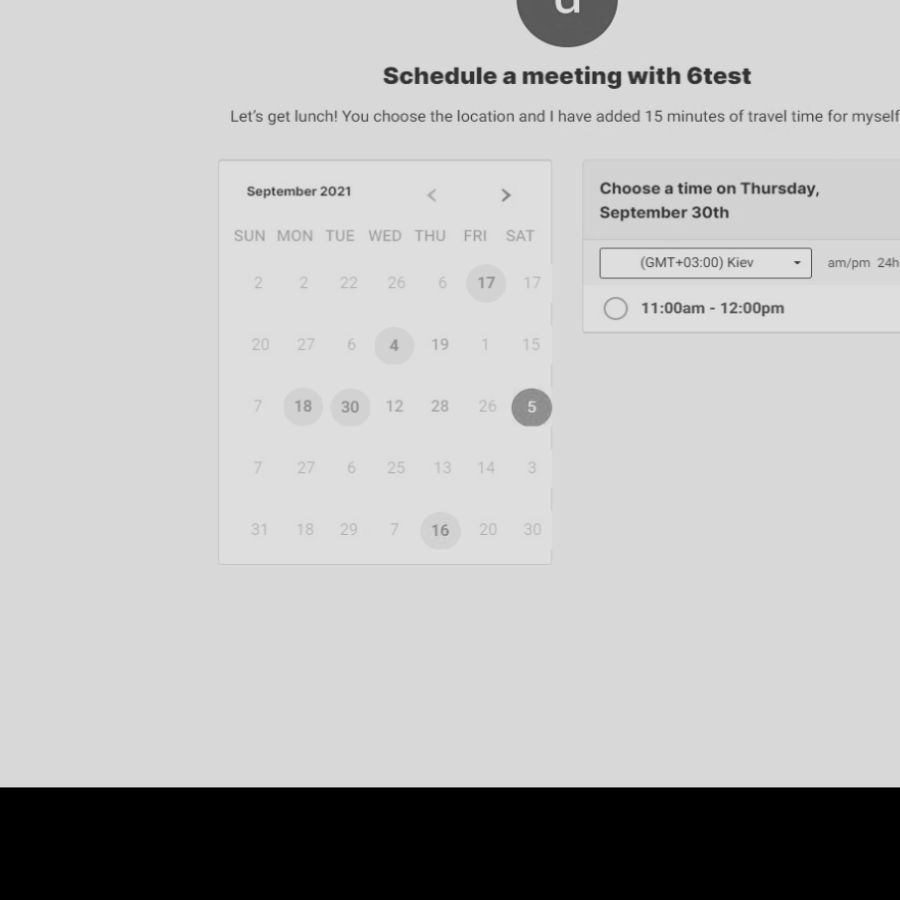 Schedule a meeting with 6test
Let's get lunch! You choose the location and I have added 15 minutes of travel time for myself
September 2021 < >
SUN MON TUE WED THU FRI SAT
2 2 22 26 6 17 17
20 27 6 4 19 1 15
7 18 30 12 28 26 5
7 27 6 25 13 14 3
31 18 29 7 16 20 30
Choose a time on Thursday,
September 30th
(GMT+03:00) Kiev am/pm 24h
11:00am - 12:00pm